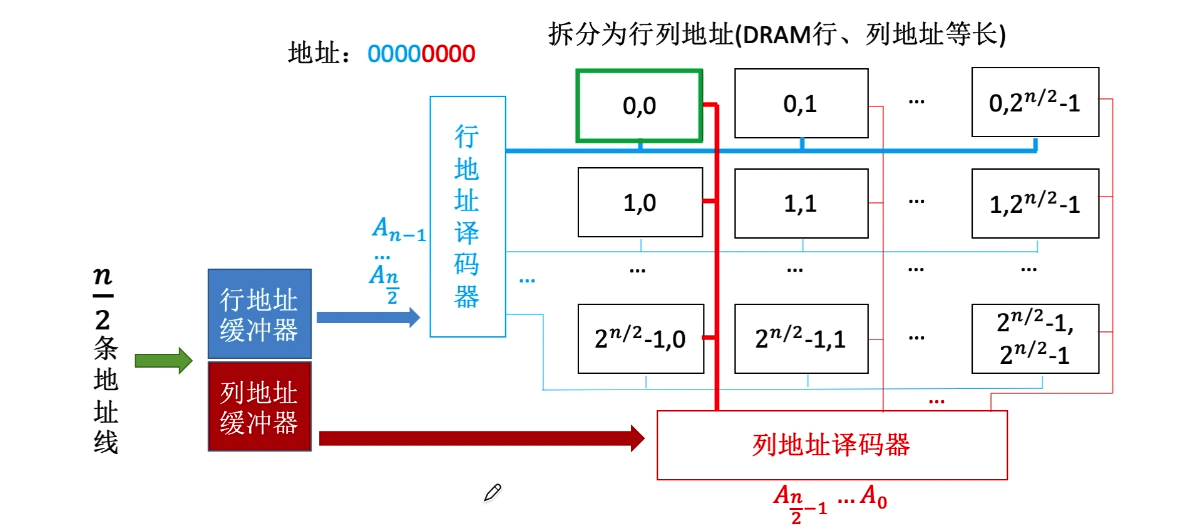 拆分为行列地址(DRAM行、列地址等长)
地址：00000000
0,0 0,1 ... 0,2^{n/2}-1
行地址译码器
1,0 1,1 ... 1,2^{n/2}-1
A_{n-1}
...
A_{n/2}
... ... ... ... ...
n/2条地址线
行地址
缓冲器
2^{n/2}-1,0 2^{n/2}-1,1 ... 2^{n/2}-1,
2^{n/2}-1
列地址
缓冲器
...
列地址译码器
A_{n/2-1} ... A_0